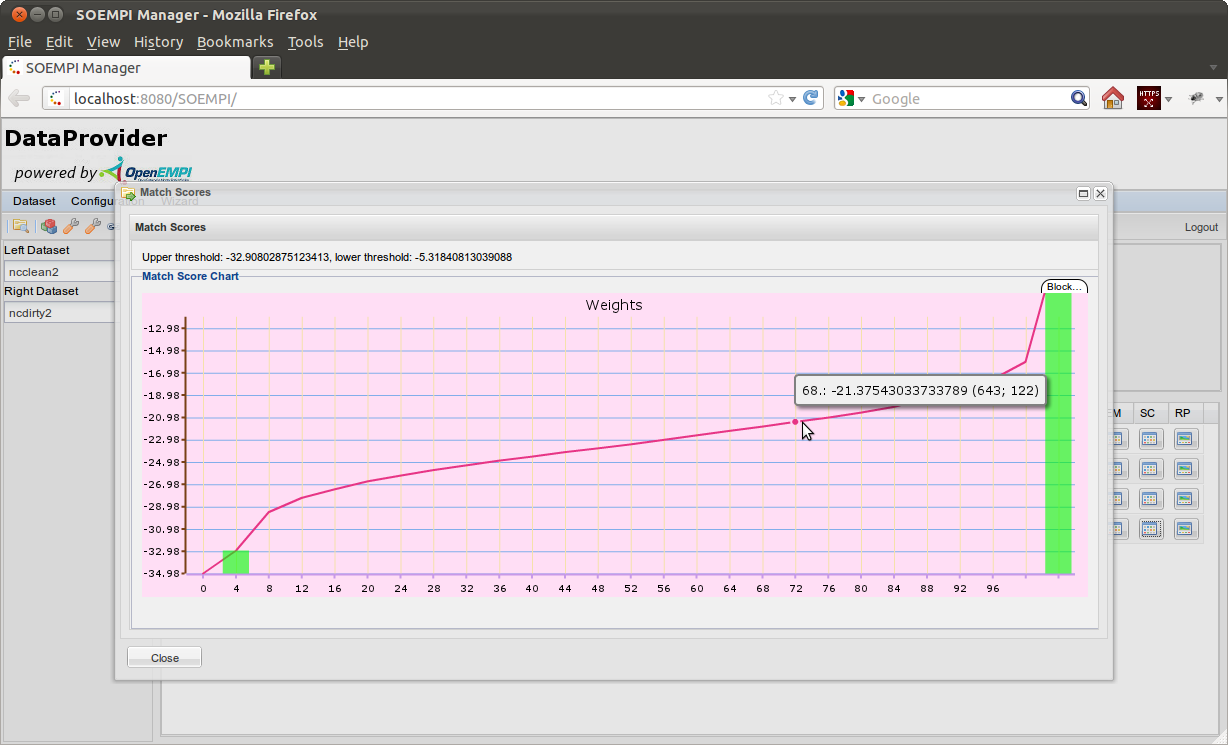 SOEMPI Manager - Mozilla Firefox
File Edit View History Bookmarks Tools Help
SOEMPI Manager
localhost:8080/SOEMPI/
Google
HTTPS
DataProvider
powered by OpenEMPI
Dataset Configuration Wizard
Logout
Left Dataset
ncclean2
Right Dataset
ncdirty2
Match Scores
Match Scores
Upper threshold: -32.90802875123413, lower threshold: -5.31840813039088
Match Score Chart
Block...
Weights
-12.98
-14.98
-16.98
-18.98
-20.98
-22.98
-24.98
-26.98
-28.98
-30.98
-32.98
-34.98
68.: -21.37543033733789 (643; 122)
0 4 8 12 16 20 24 28 32 36 40 44 48 52 56 60 64 68 72 76 80 84 88 92 96
M SC RP
Close